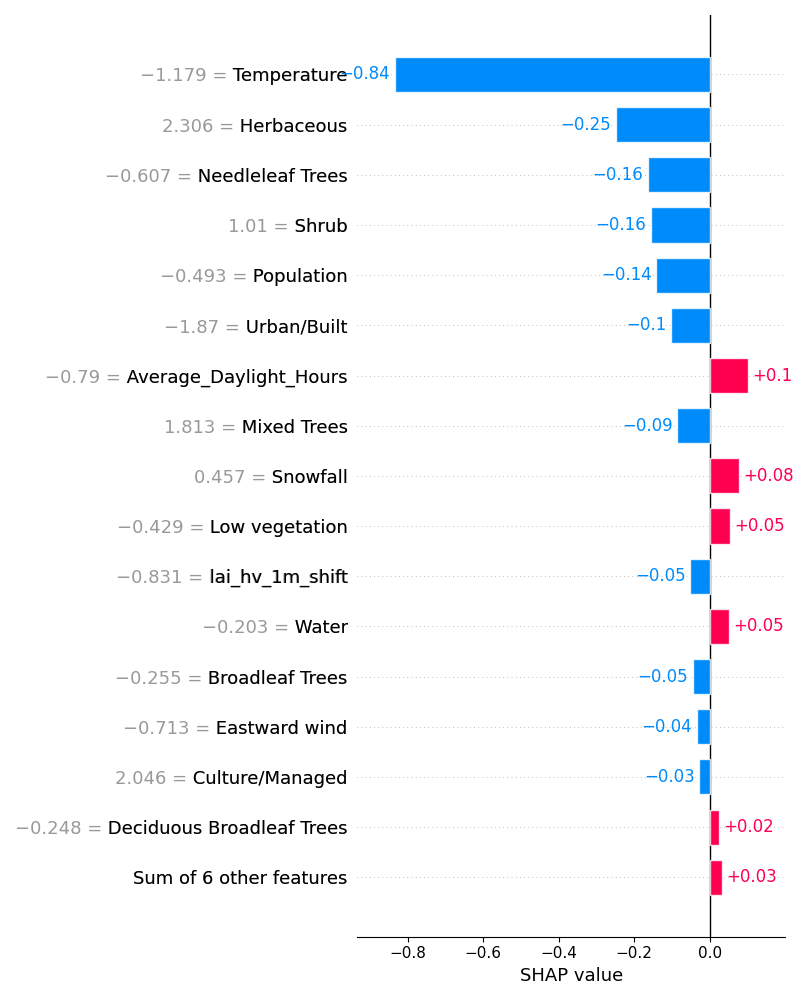 −1.179 = Temperature −0.84
2.306 = Herbaceous −0.25
−0.607 = Needleleaf Trees −0.16
1.01 = Shrub −0.16
−0.493 = Population −0.14
−1.87 = Urban/Built −0.1
−0.79 = Average_Daylight_Hours +0.1
1.813 = Mixed Trees −0.09
0.457 = Snowfall +0.08
−0.429 = Low vegetation +0.05
−0.831 = lai_hv_1m_shift −0.05
−0.203 = Water +0.05
−0.255 = Broadleaf Trees −0.05
−0.713 = Eastward wind −0.04
2.046 = Culture/Managed −0.03
−0.248 = Deciduous Broadleaf Trees +0.02
Sum of 6 other features +0.03
−0.8 −0.6 −0.4 −0.2 0.0
SHAP value